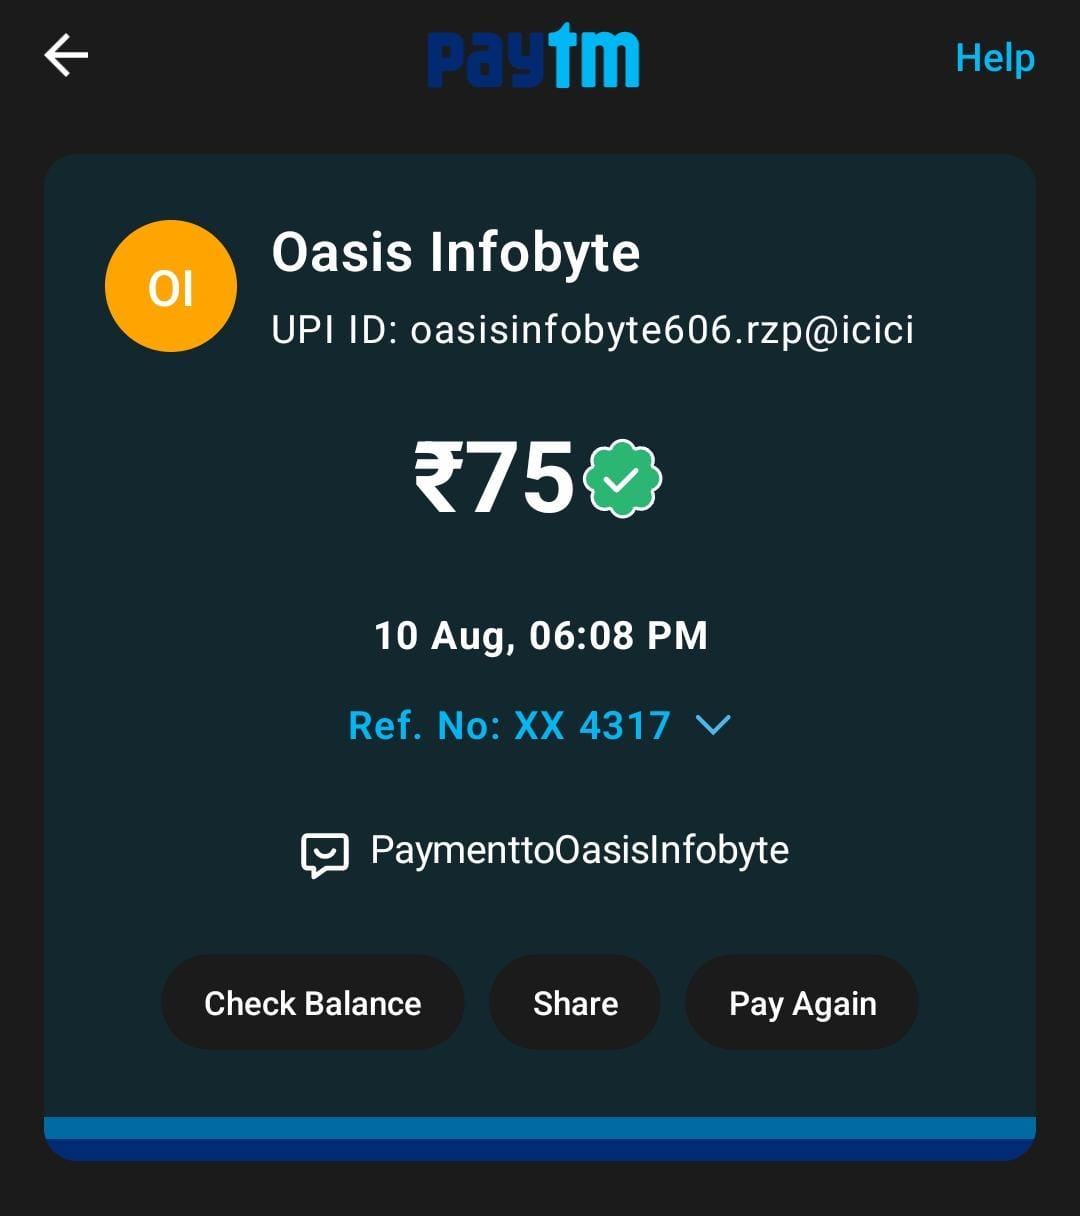 paytm
Help
OI
Oasis Infobyte
UPI ID: oasisinfobyte606.rzp@icici
₹75
10 Aug, 06:08 PM
Ref. No: XX 4317
PaymenttoOasisInfobyte
Check Balance
Share
Pay Again